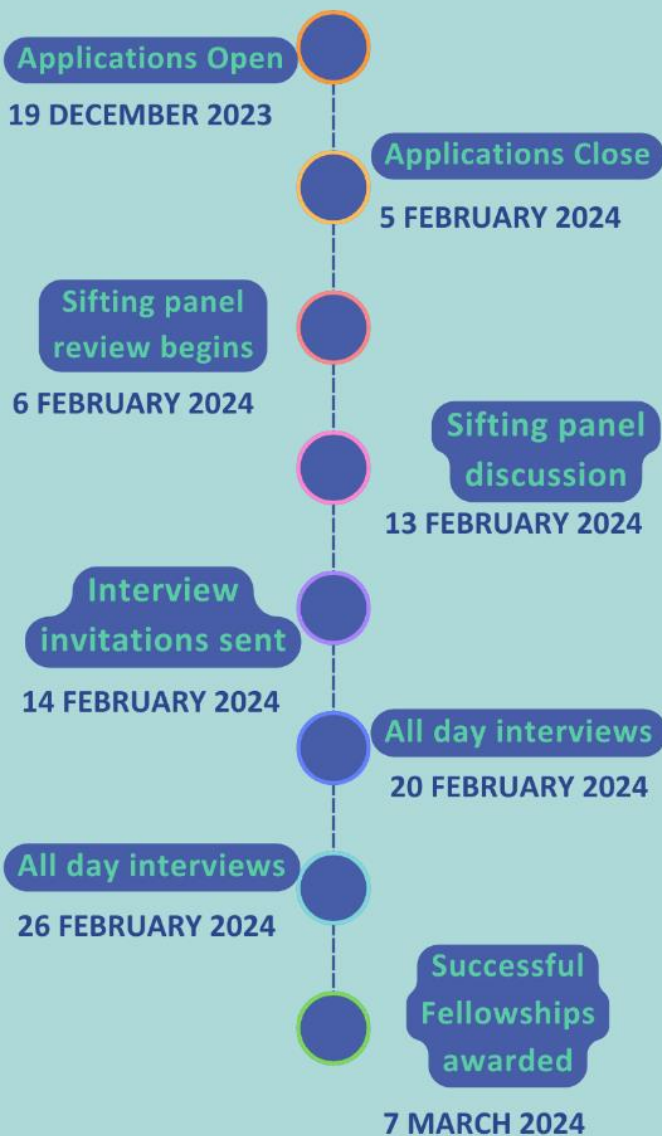 Applications Open
19 DECEMBER 2023
Applications Close
5 FEBRUARY 2024
Sifting panel
review begins
6 FEBRUARY 2024
Sifting panel
discussion
13 FEBRUARY 2024
Interview
invitations sent
14 FEBRUARY 2024
All day interviews
20 FEBRUARY 2024
All day interviews
26 FEBRUARY 2024
Successful
Fellowships
awarded
7 MARCH 2024